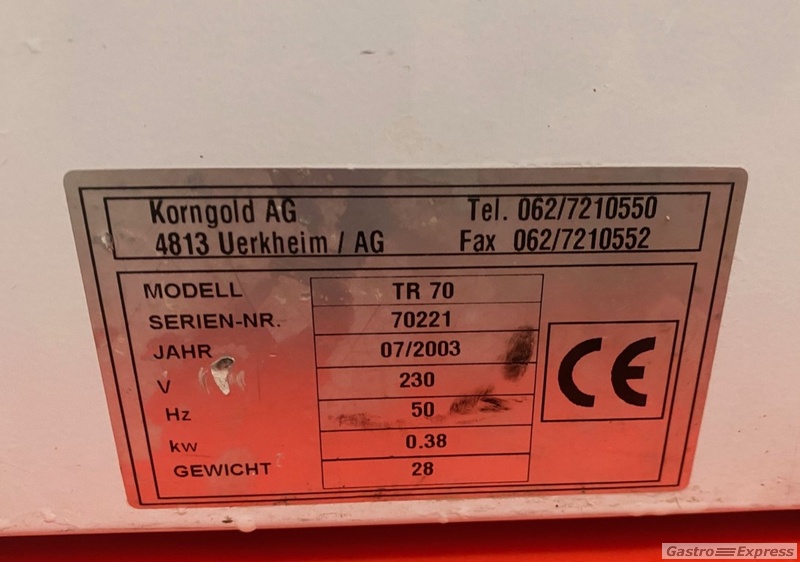 Korngold AG Tel. 062/7210550
4813 Uerkheim / AG Fax 062/7210552
MODELL TR 70
SERIEN-NR. 70221
JAHR 07/2003
V 230
Hz 50
kw 0.38
GEWICHT 28
CE
Gastro Express